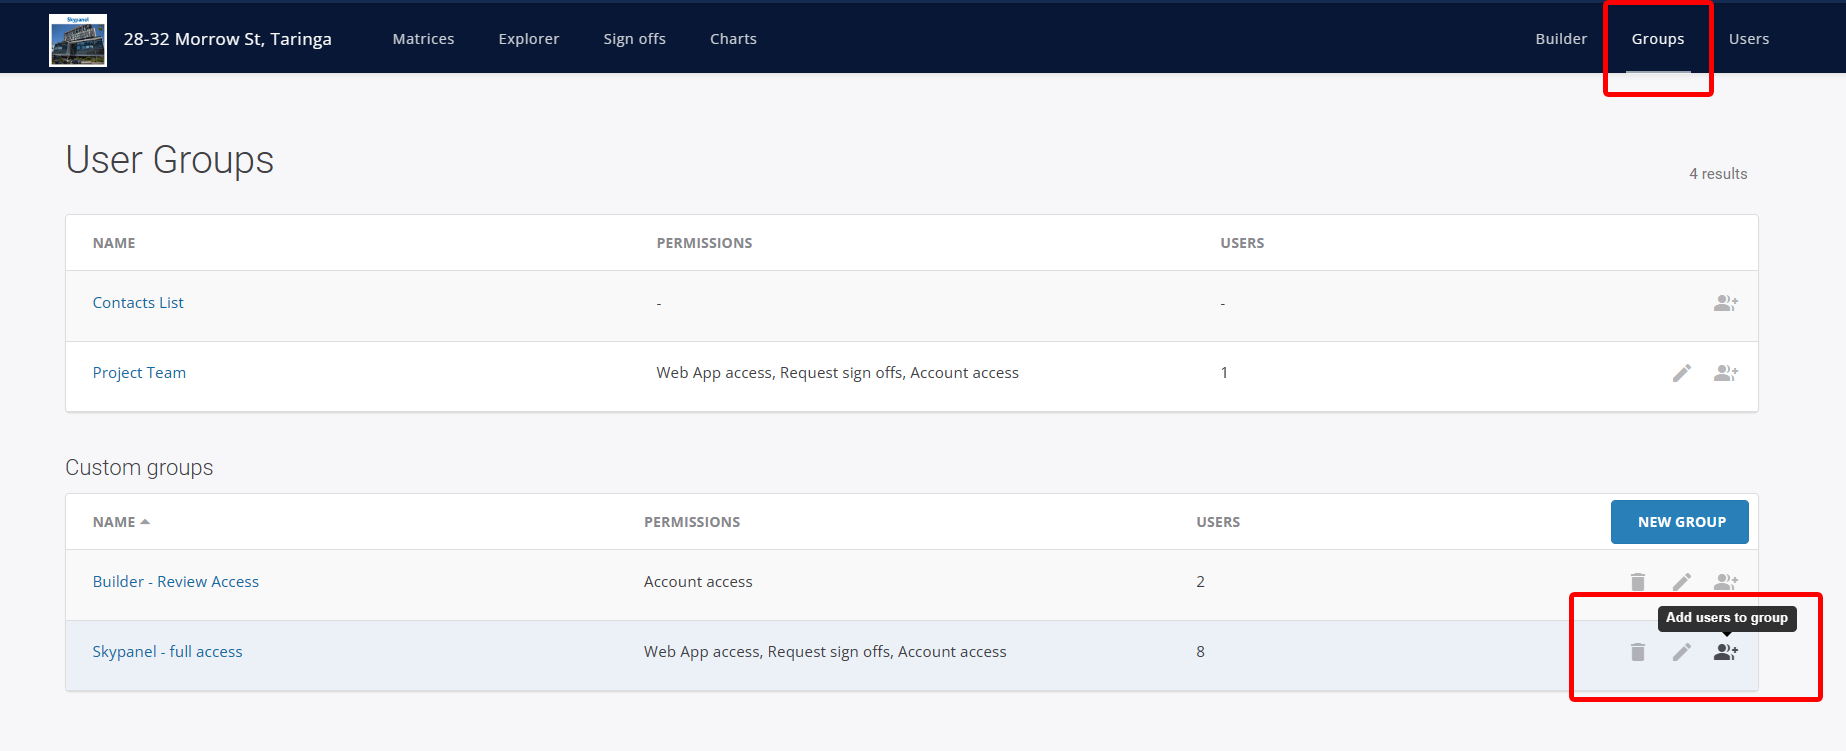 Skypanel
28-32 Morrow St, Taringa Matrices Explorer Sign offs Charts Builder Groups Users
User Groups
4 results
NAME PERMISSIONS USERS
Contacts List - -
Project Team Web App access, Request sign offs, Account access 1
Custom groups
NAME PERMISSIONS USERS NEW GROUP
Builder - Review Access Account access 2
Add users to group
Skypanel - full access Web App access, Request sign offs, Account access 8